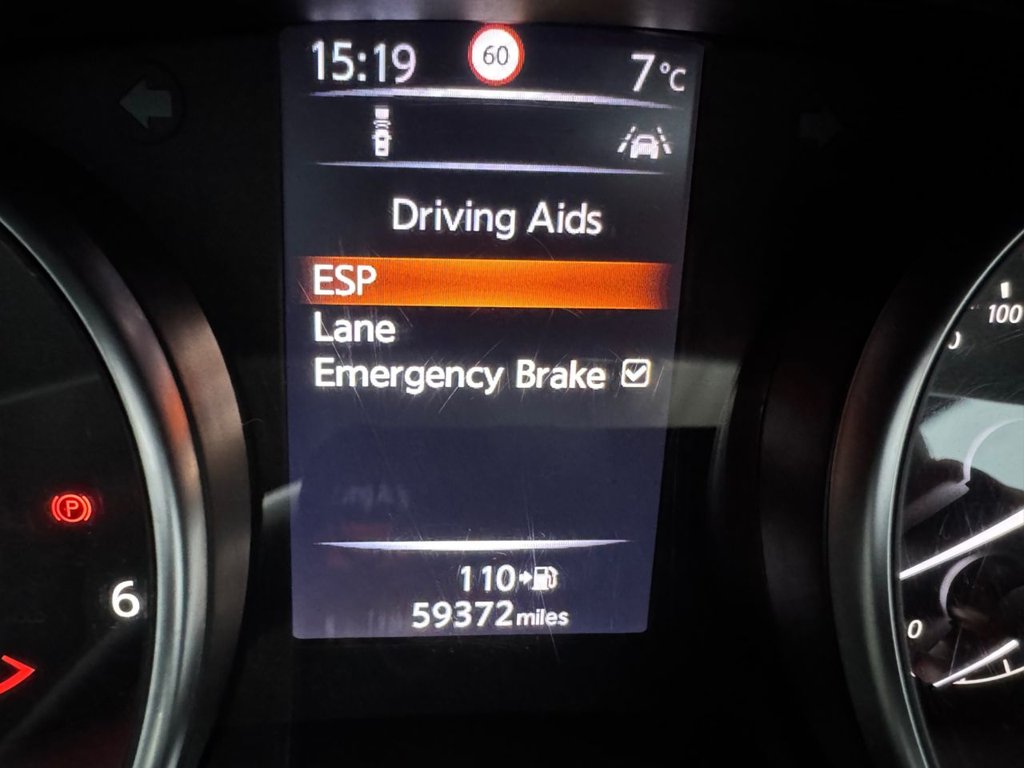 15:19 60 7°C
Driving Aids
ESP
Lane
Emergency Brake
110
59372 miles
P
6
100
0